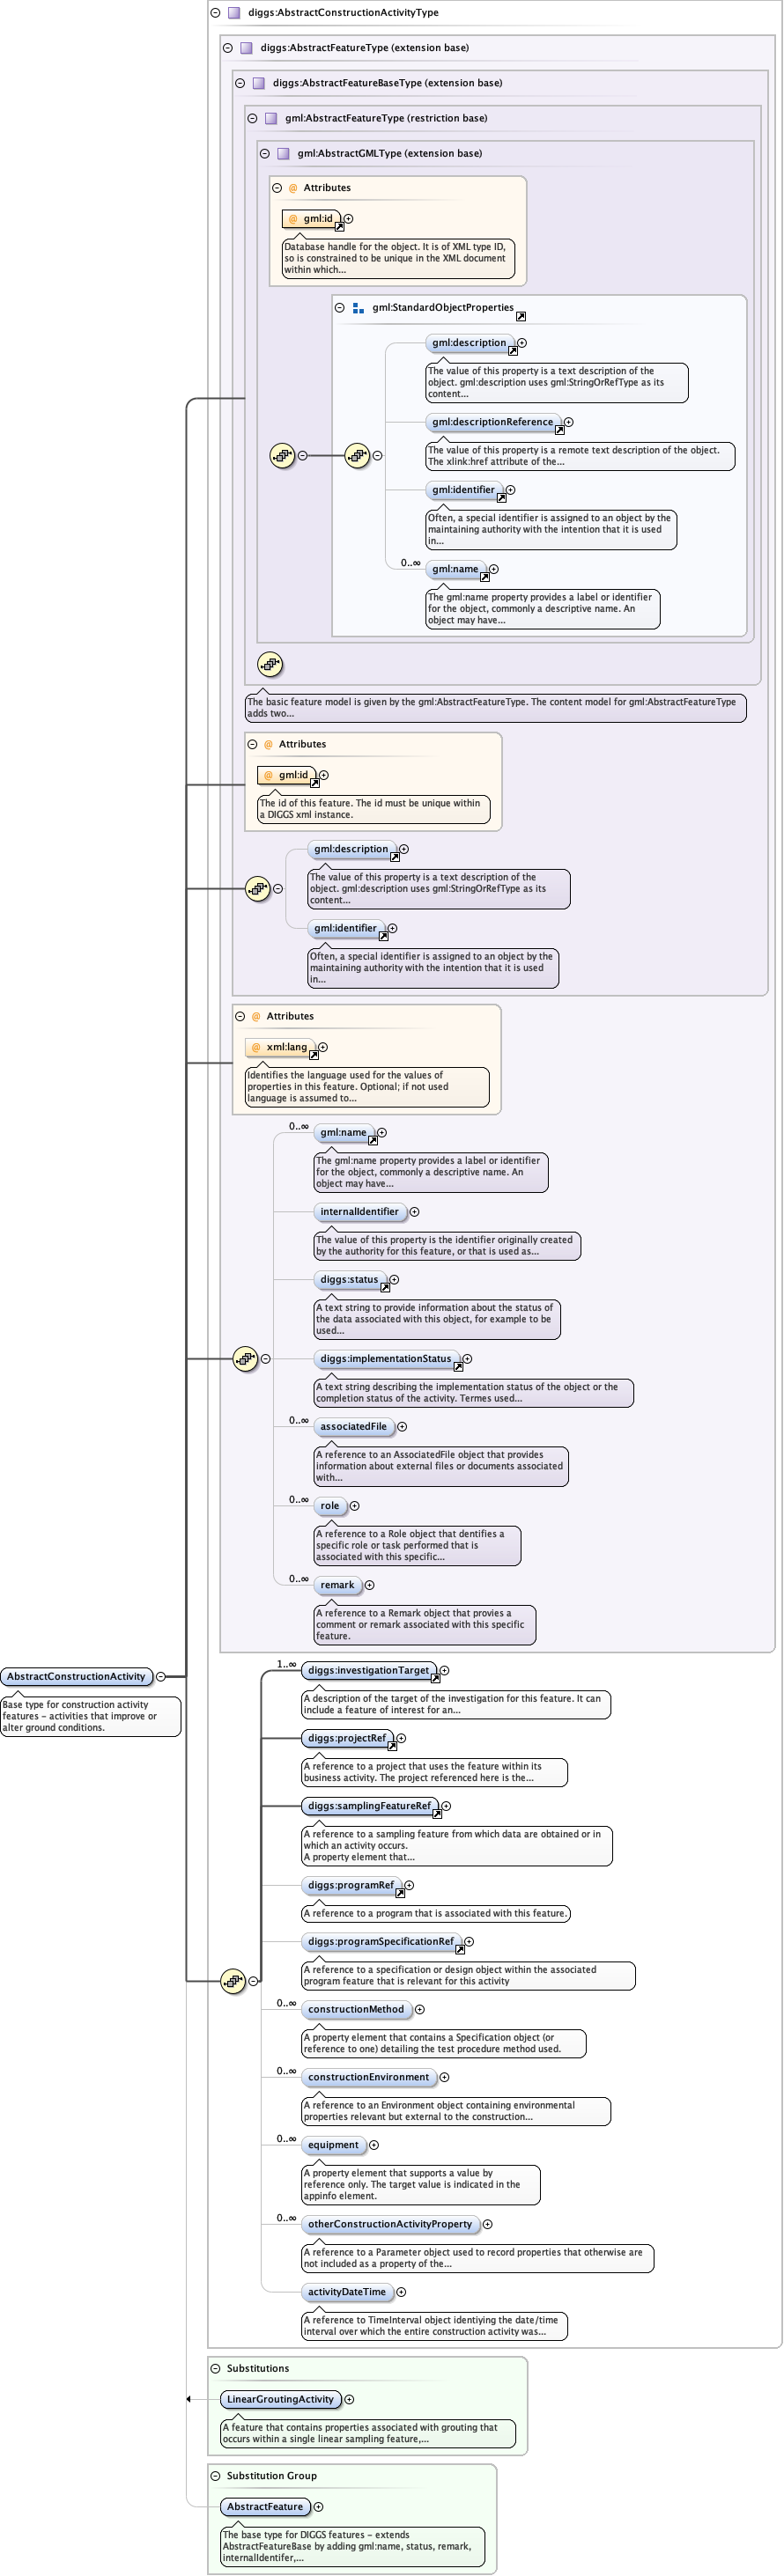 diggs:AbstractConstructionActivityType
diggs:AbstractFeatureType (extension base)
diggs:AbstractFeatureBaseType (extension base)
gml:AbstractFeatureType (restriction base)
gml:AbstractGMLType (extension base)
@ Attributes
@ gml:id
Database handle for the object. It is of XML type ID,
so is constrained to be unique in the XML document
within which...
gml:StandardObjectProperties
gml:description
The value of this property is a text description of the
object. gml:description uses gml:StringOrRefType as its
content...
gml:descriptionReference
The value of this property is a remote text description of the object.
The xlink:href attribute of the...
gml:identifier
Often, a special identifier is assigned to an object by the
maintaining authority with the intention that it is used
in...
0..∞
gml:name
The gml:name property provides a label or identifier
for the object, commonly a descriptive name. An
object may have...
The basic feature model is given by the gml:AbstractFeatureType. The content model for gml:AbstractFeatureType
adds two...
@ Attributes
@ gml:id
The id of this feature. The id must be unique within
a DIGGS xml instance.
gml:description
The value of this property is a text description of the
object. gml:description uses gml:StringOrRefType as its
content...
gml:identifier
Often, a special identifier is assigned to an object by the
maintaining authority with the intention that it is used
in...
@ Attributes
@ xml:lang
Identifies the language used for the values of
properties in this feature. Optional; if not used
language is assumed to...
0..∞
gml:name
The gml:name property provides a label or identifier
for the object, commonly a descriptive name. An
object may have...
internalIdentifier
The value of this property is the identifier originally created
by the authority for this feature, or that is used as...
diggs:status
A text string to provide information about the status of
the data associated with this object, for example to be
used...
diggs:implementationStatus
A text string describing the implementation status of the object or the
completion status of the activity. Termes used...
0..∞
associatedFile
A reference to an AssociatedFile object that provides
information about external files or documents associated
with...
0..∞
role
A reference to a Role object that dentifies a
specific role or task performed that is
associated with this specific...
0..∞
remark
A reference to a Remark object that provies a
comment or remark associated with this specific
feature.
AbstractConstructionActivity
Base type for construction activity
features - activities that improve or
alter ground conditions.
1..∞
diggs:investigationTarget
A description of the target of the investigation for this feature. It can
include a feature of interest for an...
diggs:projectRef
A reference to a project that uses the feature within its
business activity. The project referenced here is the...
diggs:samplingFeatureRef
A reference to a sampling feature from which data are obtained or in
which an activity occurs.
A property element that...
diggs:programRef
A reference to a program that is associated with this feature.
diggs:programSpecificationRef
A reference to a specification or design object within the associated
program feature that is relevant for this activity
0..∞
constructionMethod
A property element that contains a Specification object (or
reference to one) detailing the test procedure method used.
0..∞
constructionEnvironment
A reference to an Environment object containing environmental
properties relevant but external to the construction...
0..∞
equipment
A property element that supports a value by
reference only. The target value is indicated in the
appinfo element.
0..∞
otherConstructionActivityProperty
A reference to a Parameter object used to record properties that otherwise are
not included as a property of the...
activityDateTime
A reference to TimeInterval object identiying the date/time
interval over which the entire construction activity was...
Substitutions
LinearGroutingActivity
A feature that contains properties associated with grouting that
occurs within a single linear sampling feature,...
Substitution Group
AbstractFeature
The base type for DIGGS features - extends
AbstractFeatureBase by adding gml:name, status, remark,
internalIdentifer,...